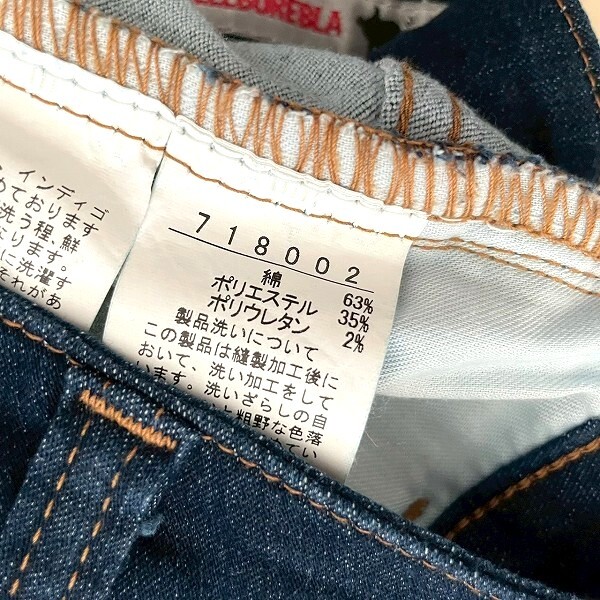 LLBOREBLA
インディゴ
めております
洗う程、鮮
ります。
に洗濯す
それがあ
718002
綿 63%
ポリエステル 35%
ポリウレタン 2%
製品洗いについて
この製品は縫製加工後に
おいて、洗い加工をして
います。洗いざらしの自
と粗野な色落
てい